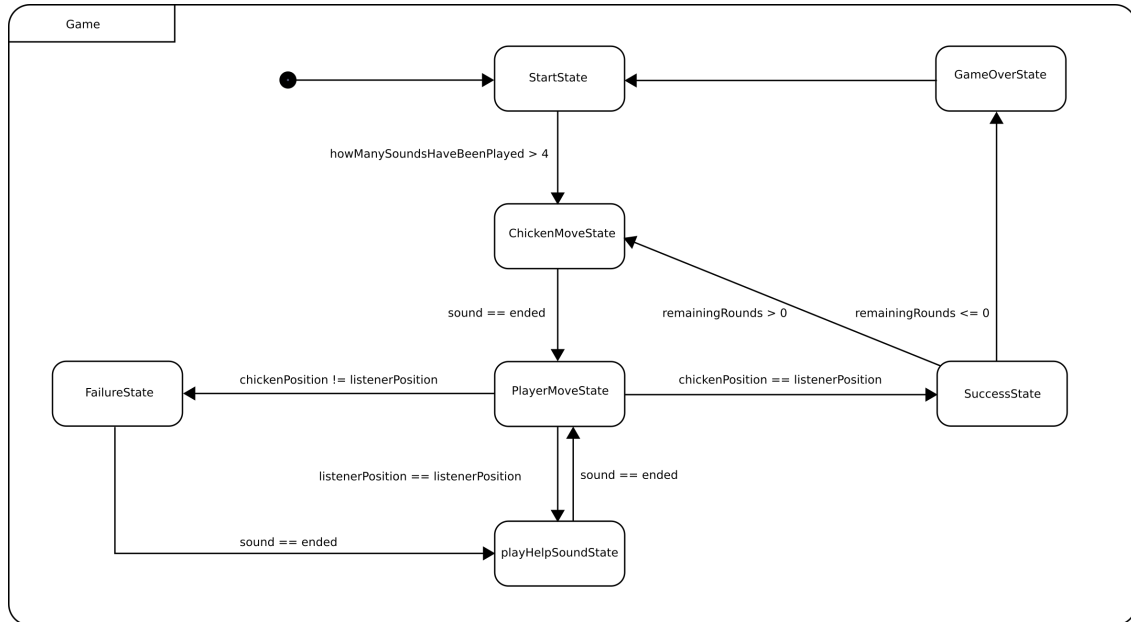 Game
StartState
GameOverState
howManySoundsHaveBeenPlayed > 4
ChickenMoveState
sound == ended
remainingRounds > 0
remainingRounds <= 0
FailureState
chickenPosition != listenerPosition
PlayerMoveState
chickenPosition == listenerPosition
SuccessState
listenerPosition == listenerPosition
sound == ended
sound == ended
playHelpSoundState